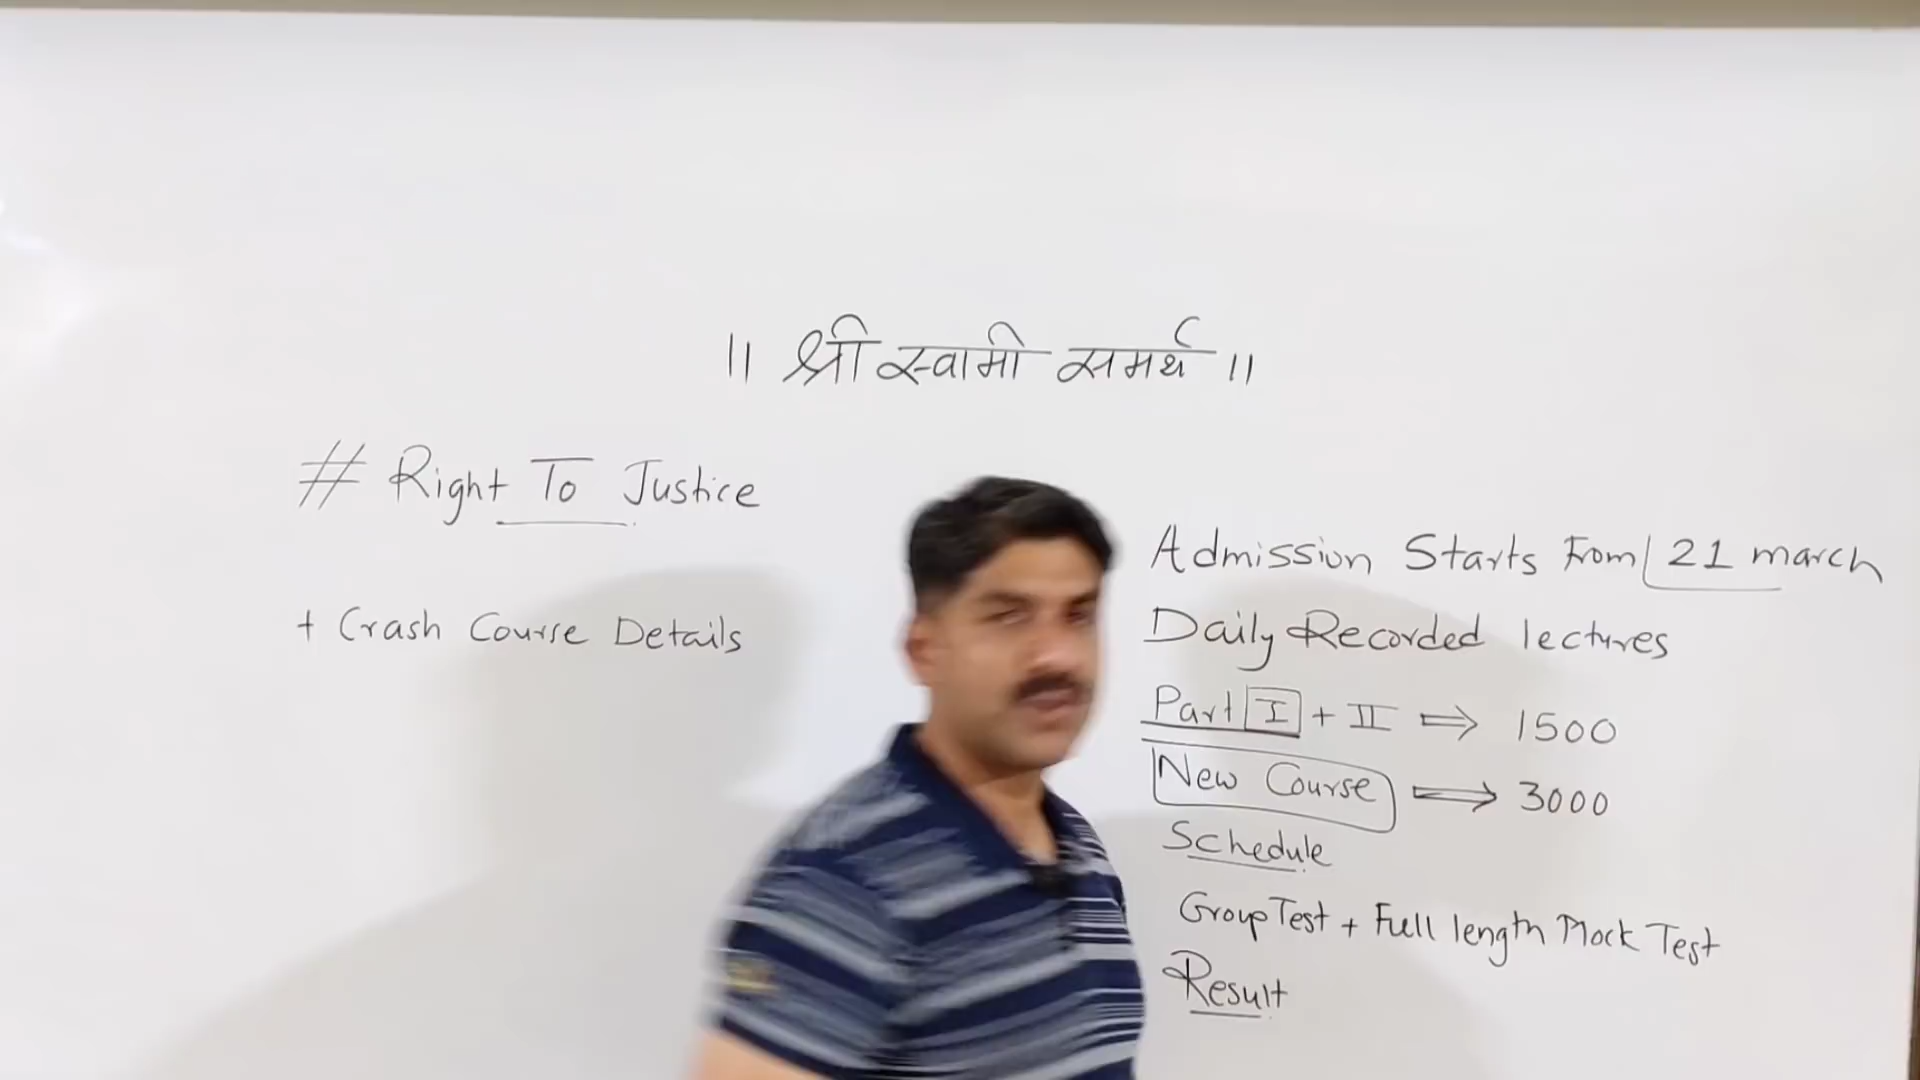 ॥ श्री स्वामी समर्थ ॥
# Right To Justice
+ Crash Course Details
Admission Starts From 21 march
Daily Recorded lectures
Part I + II ⇒ 1500
New Course ⇒ 3000
Schedule
Group Test + Full length Mock Test
Result